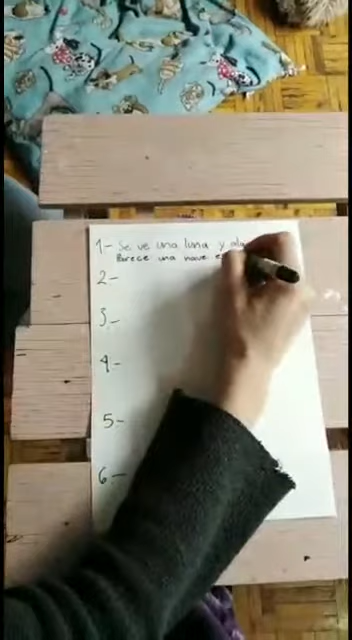 1- Se ve una luna y
Parece una nave
2-
3-
4-
5-
6-